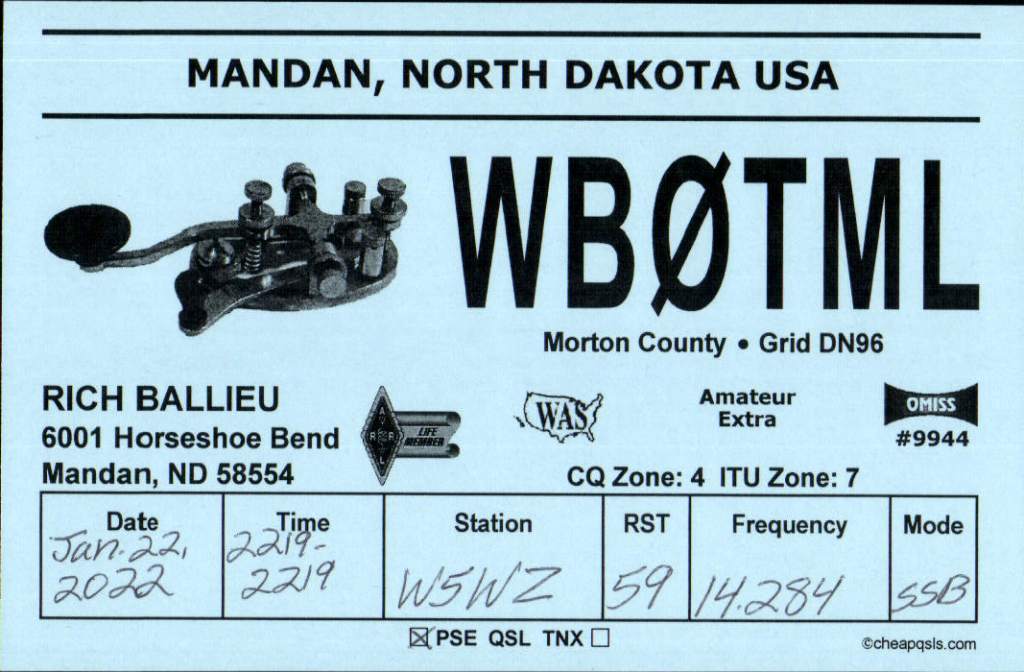 MANDAN, NORTH DAKOTA USA
WBØTML
Morton County • Grid DN96
RICH BALLIEU
6001 Horseshoe Bend
Mandan, ND 58554
ARRL
LIFE
MEMBER
WAS
Amateur
Extra
OMISS
#9944
CQ Zone: 4 ITU Zone: 7
Date Time Station RST Frequency Mode
Jan. 22, 2219-
2022 2219 W5WZ 59 14.284 SSB
☒ PSE QSL TNX ☐
©cheapqsls.com